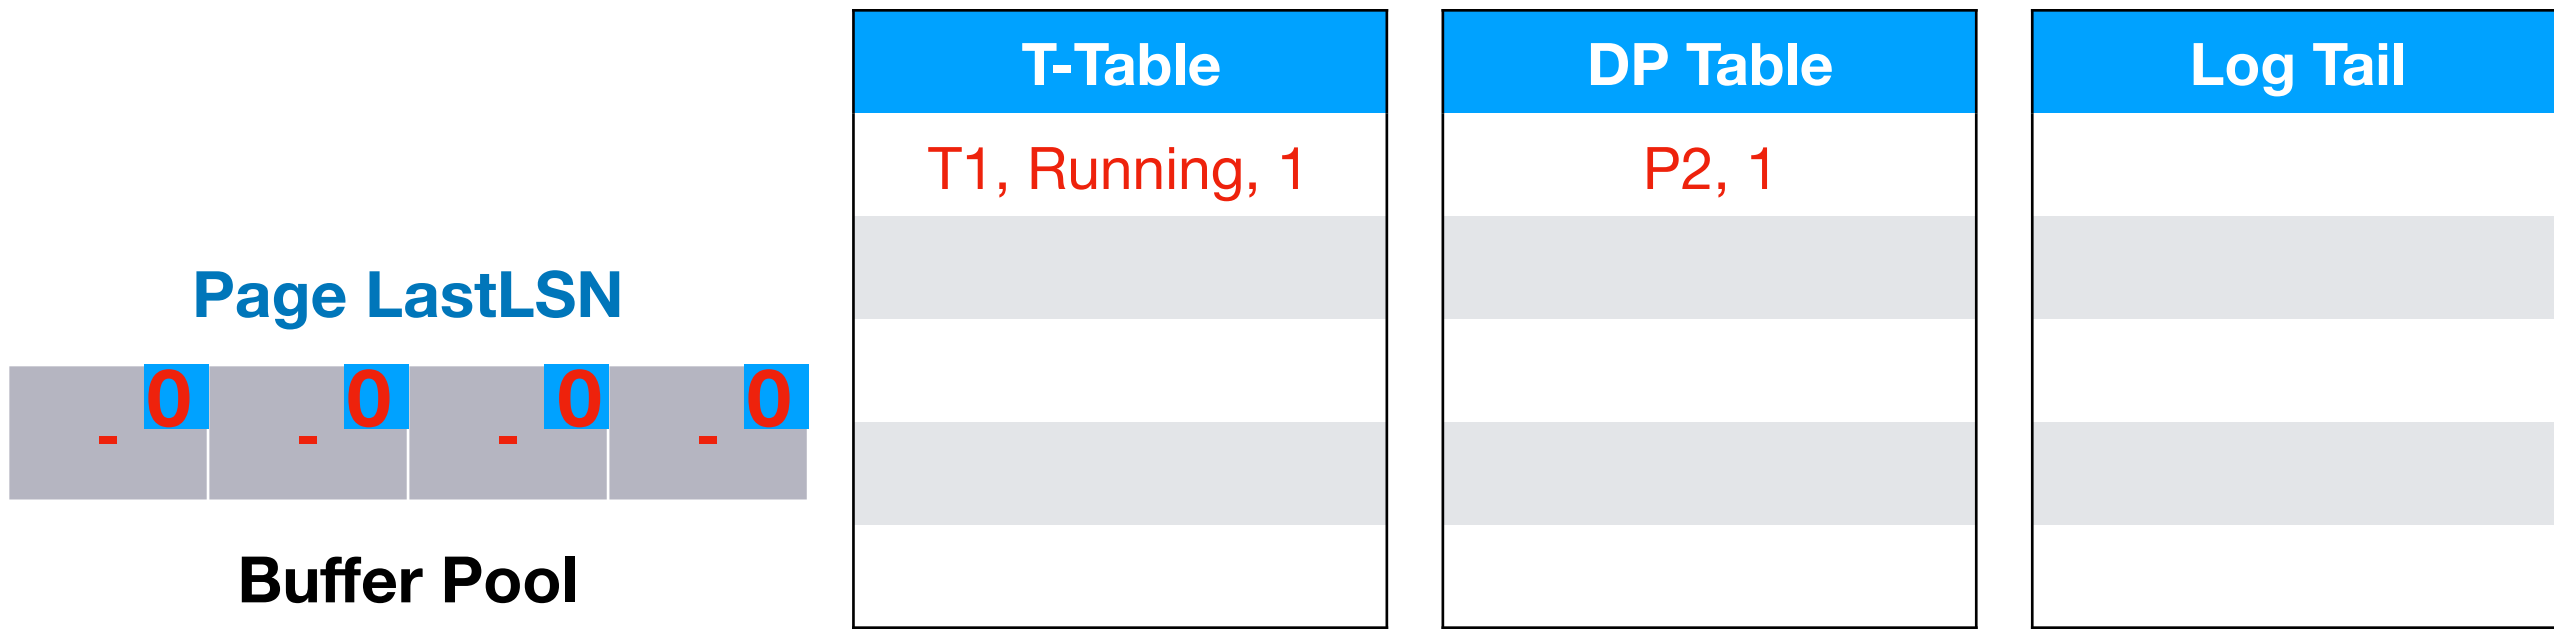 T-Table
DP Table
Log Tail
T1, Running, 1
P2, 1
Page LastLSN
0 0 0 0
- - - -
Buffer Pool